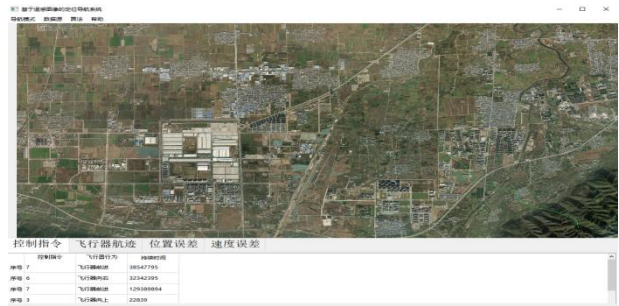 基于遥感图像的定位导航系统
导航模式 数据源 算法 帮助
控制指令 飞行器航迹 位置误差 速度误差
控制指令 飞行器行为 持续时间
序号 7 飞行器前进 38547795
序号 6 飞行器向右 32342395
序号 7 飞行器前进 129389894
序号 3 飞行器向上 22839